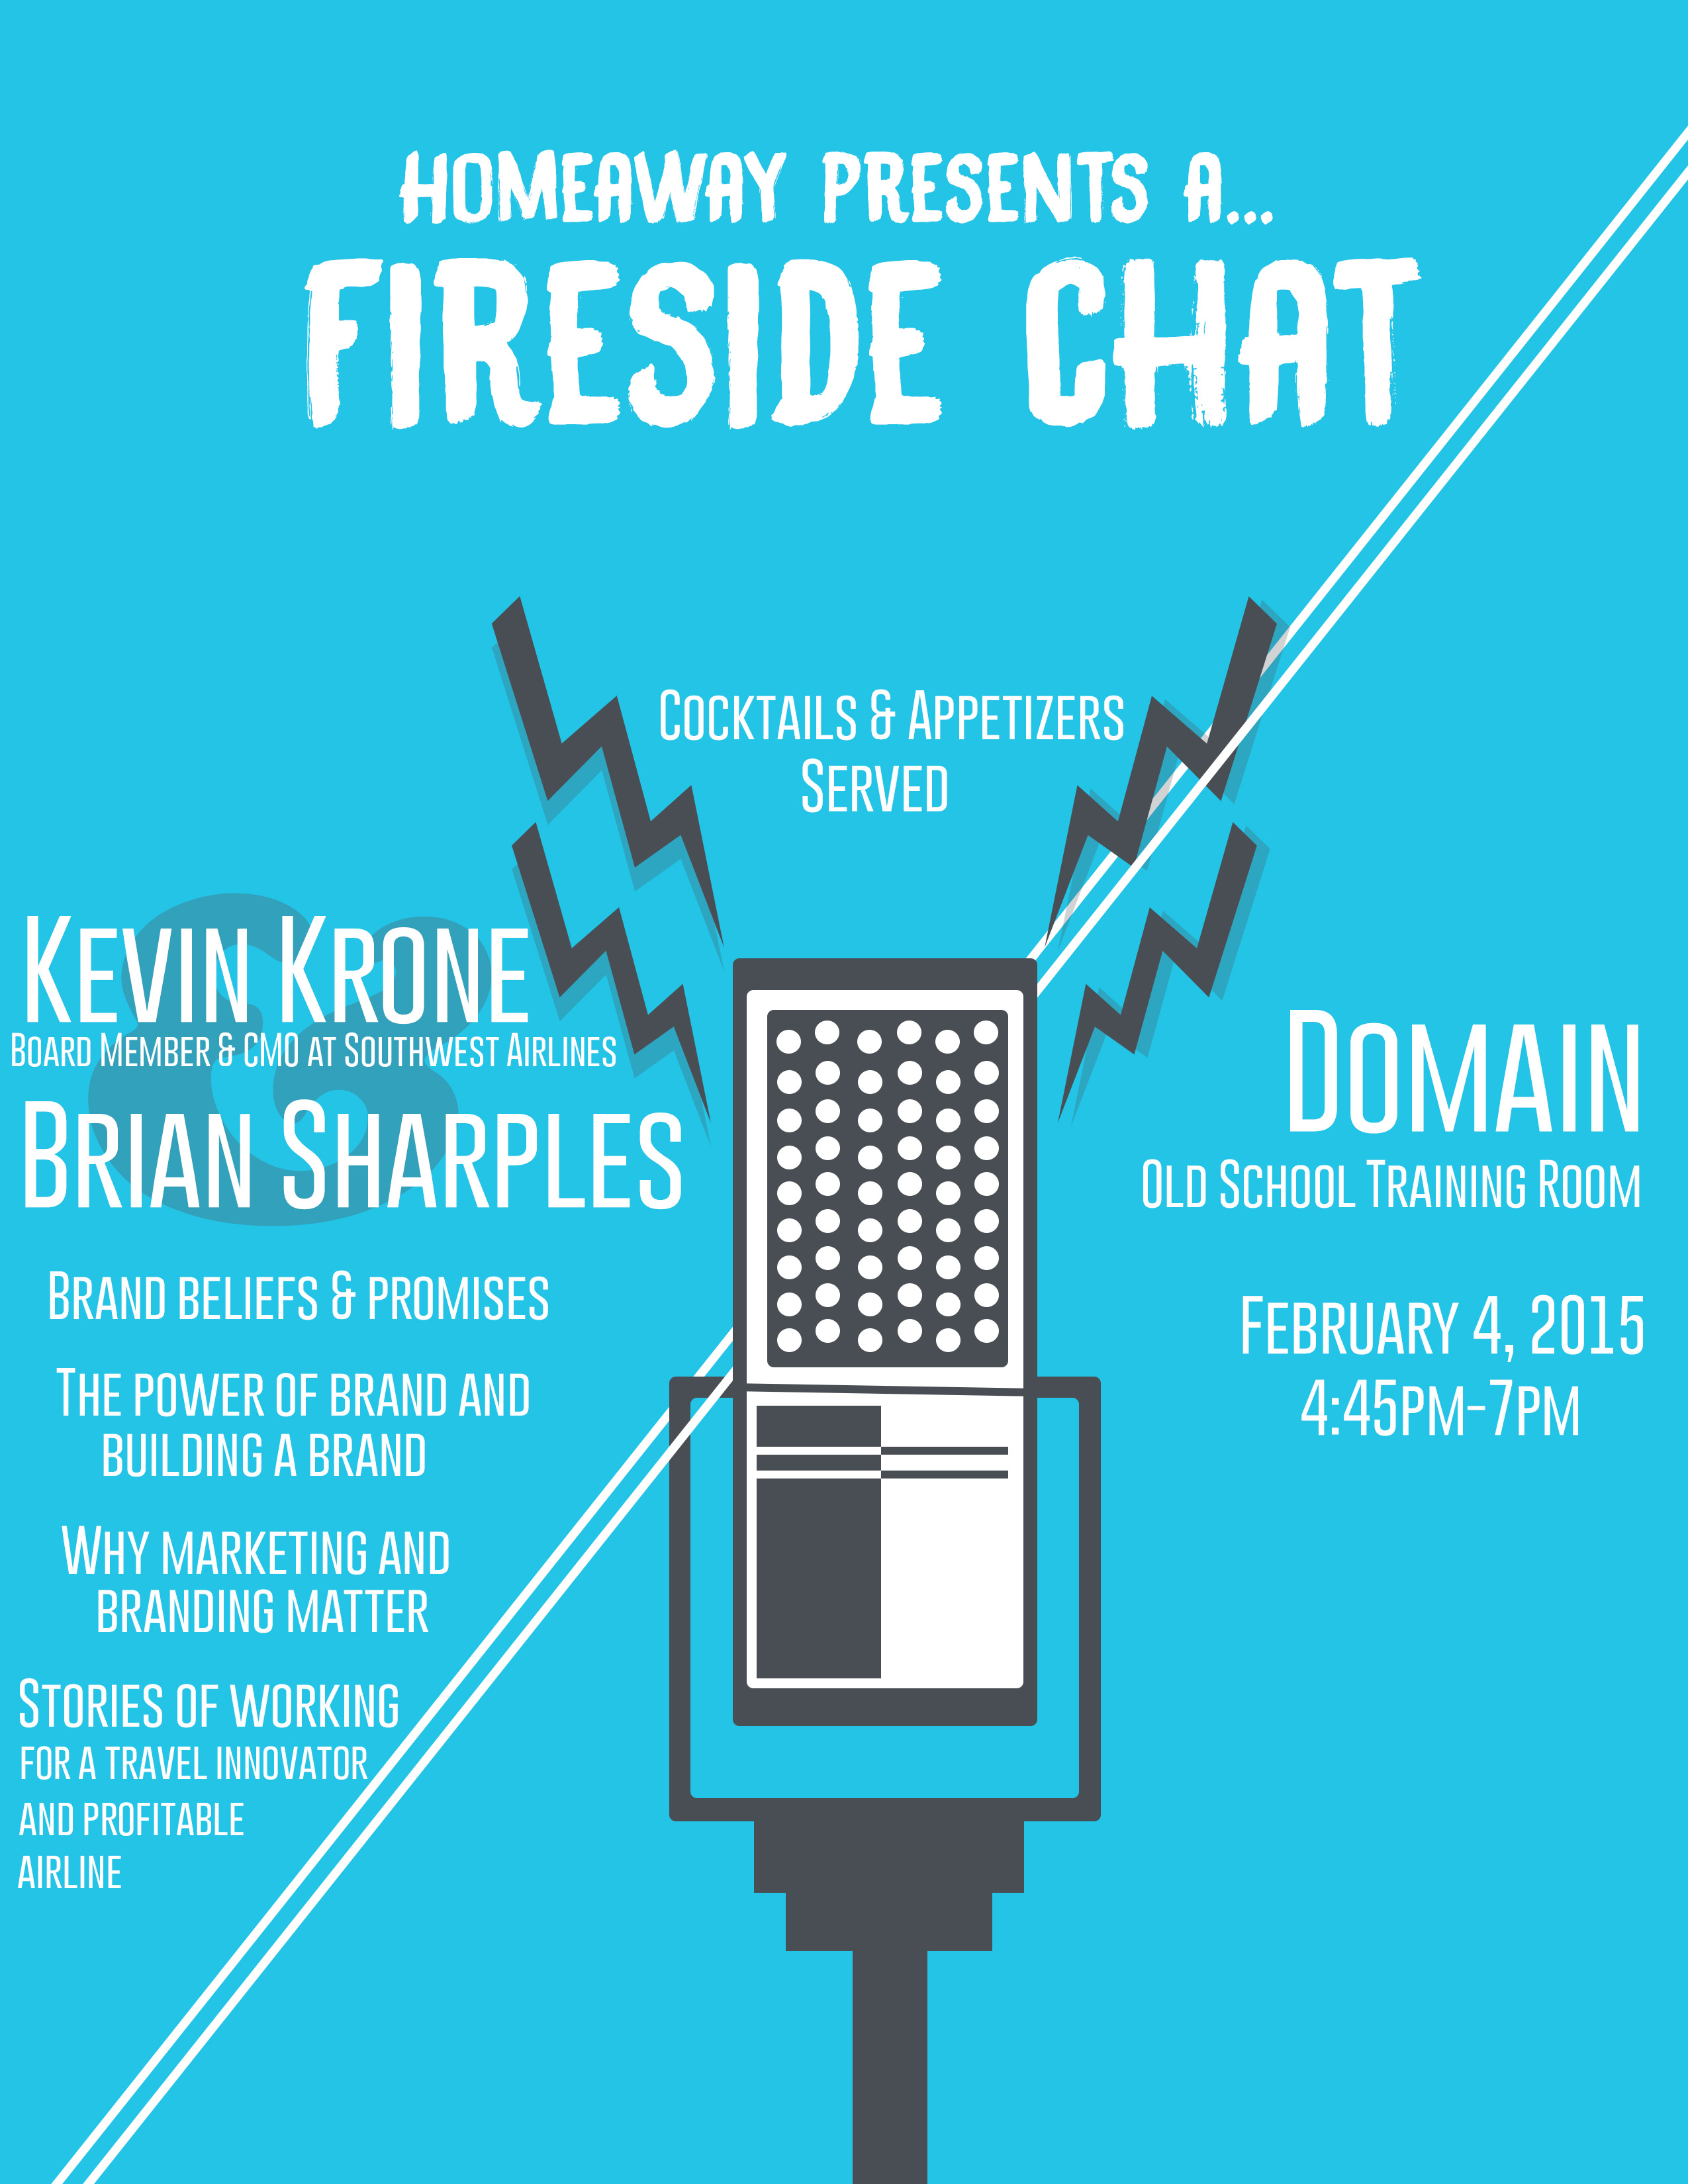 HOMEAWAY PRESENTS A...
FIRESIDE CHAT
COCKTAILS & APPETIZERS
SERVED
KEVIN KRONE
BOARD MEMBER & CMO AT SOUTHWEST AIRLINES
&
BRIAN SHARPLES
BRAND BELIEFS & PROMISES
THE POWER OF BRAND AND
BUILDING A BRAND
WHY MARKETING AND
BRANDING MATTER
STORIES OF WORKING
FOR A TRAVEL INNOVATOR
AND PROFITABLE
AIRLINE
DOMAIN
OLD SCHOOL TRAINING ROOM
FEBRUARY 4, 2015
4:45PM-7PM